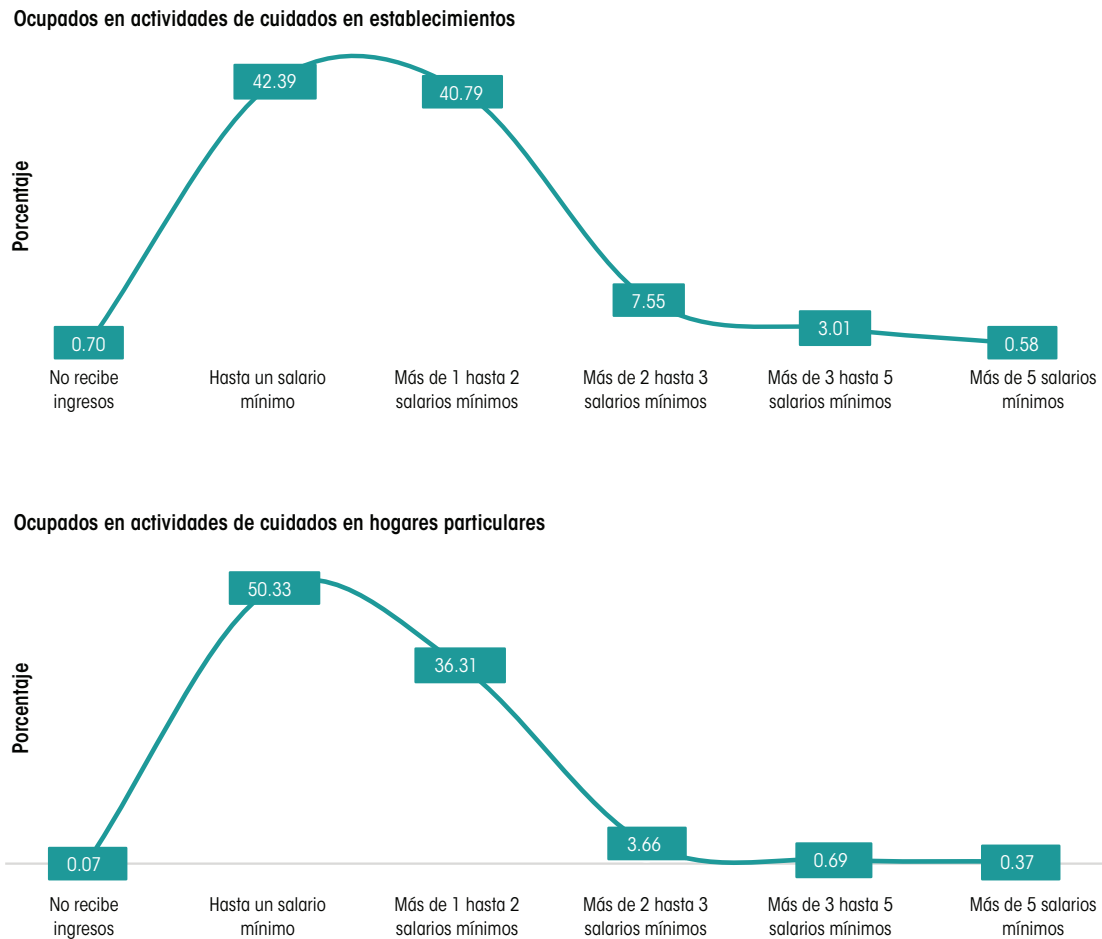 Ocupados en actividades de cuidados en establecimientos
Porcentaje
42.39
40.79
7.55
3.01
0.70
0.58
No recibe
ingresos
Hasta un salario
mínimo
Más de 1 hasta 2
salarios mínimos
Más de 2 hasta 3
salarios mínimos
Más de 3 hasta 5
salarios mínimos
Más de 5 salarios
mínimos
Ocupados en actividades de cuidados en hogares particulares
Porcentaje
50.33
36.31
3.66
0.07
0.69
0.37
No recibe
ingresos
Hasta un salario
mínimo
Más de 1 hasta 2
salarios mínimos
Más de 2 hasta 3
salarios mínimos
Más de 3 hasta 5
salarios mínimos
Más de 5 salarios
mínimos